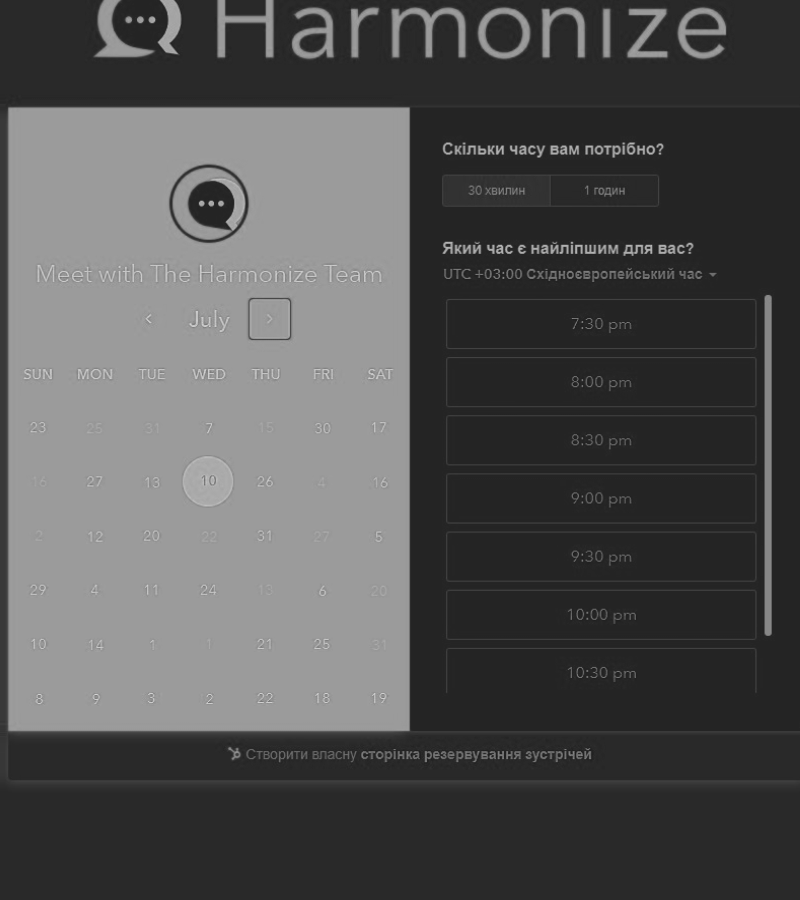 Harmonize
Meet with The Harmonize Team
July
SUN MON TUE WED THU FRI SAT
23 25 31 7 15 30 17
16 27 13 10 26 4 16
2 12 20 22 31 27 5
29 4 11 24 13 6 20
10 14 1 1 21 25 31
8 9 3 2 22 18 19
Скільки часу вам потрібно?
30 хвилин 1 годин
Який час є найліпшим для вас?
UTC +03:00 Східноєвропейський час
7:30 pm
8:00 pm
8:30 pm
9:00 pm
9:30 pm
10:00 pm
10:30 pm
Створити власну сторінка резервування зустрічей